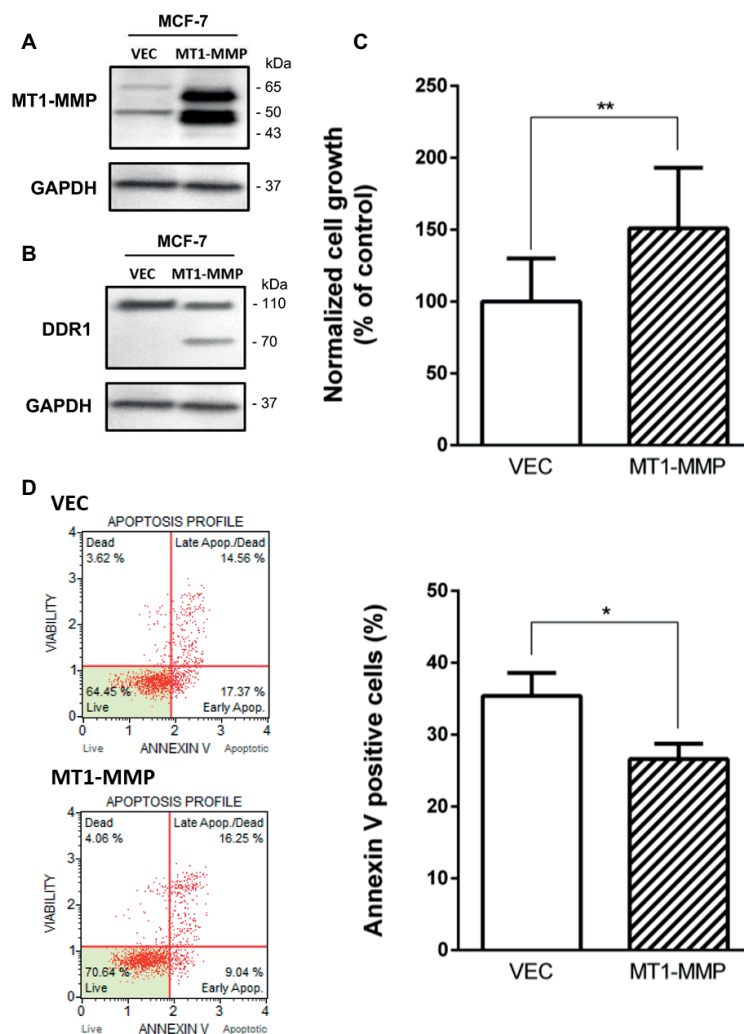 A
MCF-7
VEC MT1-MMP
kDa
MT1-MMP
- 65
- 50
- 43
GAPDH
- 37
B
MCF-7
VEC MT1-MMP
kDa
DDR1
- 110
- 70
GAPDH
- 37
C
Normalized cell growth
(% of control)
250
200
150
100
50
0
**
VEC MT1-MMP
D
VEC
APOPTOSIS PROFILE
Dead
3.62 %
Late Apop./Dead
14.56 %
64.45 %
Live
17.37 %
Early Apop.
VIABILITY
4
3
2
1
0
0 1 2 3 4
Live ANNEXIN V Apoptotic
MT1-MMP
APOPTOSIS PROFILE
Dead
4.06 %
Late Apop./Dead
16.25 %
70.64 %
Live
9.04 %
Early Apop.
VIABILITY
4
3
2
1
0
0 1 2 3 4
Live ANNEXIN V Apoptotic
Annexin V positive cells (%)
50
40
30
20
10
0
*
VEC MT1-MMP